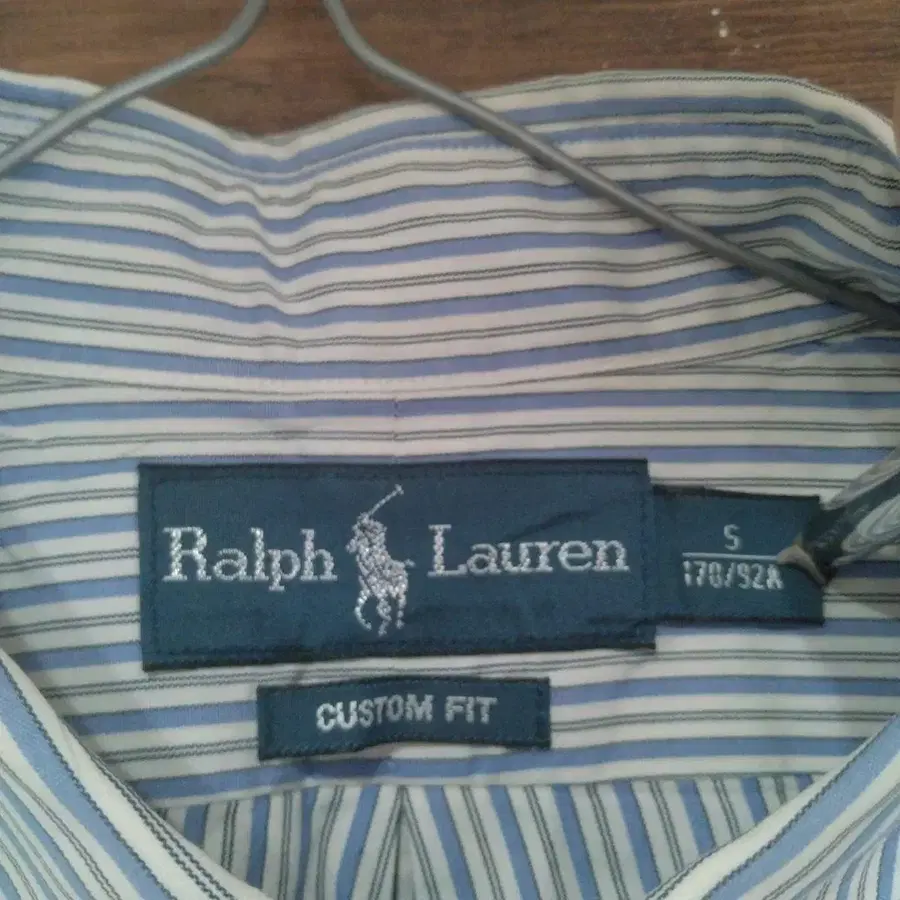 Ralph Lauren
S
170/92A
CUSTOM FIT